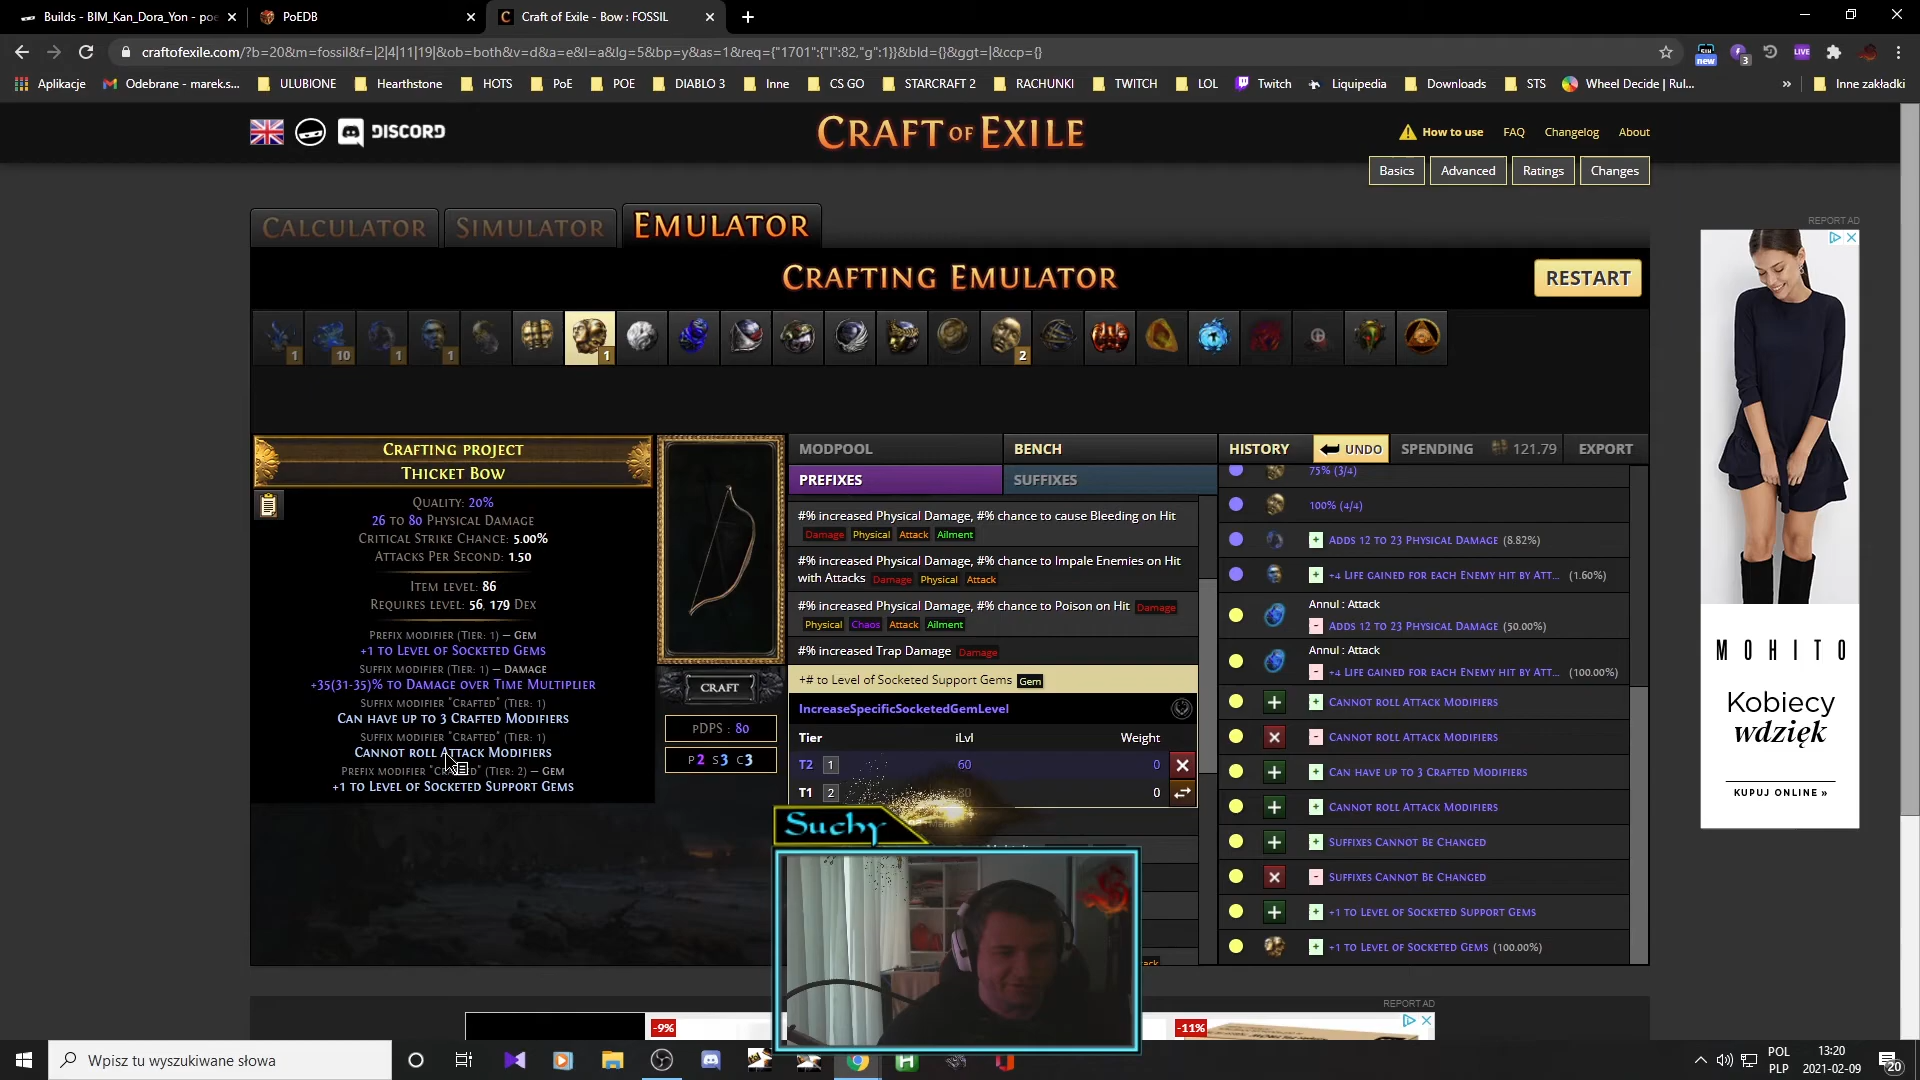 Builds - BIM_Kan_Dora_Yon - poe
PoEDB
Craft of Exile - Bow : FOSSIL
craftofexile.com/?b=20&m=fossil&f=|2|4|11|19|&ob=both&v=d&a=e&l=a&lg=5&bp=y&as=1&req={"1701":{"l":82,"g":1}}&bld={}&ggt=|&ccp={}
new
3
LIVE
Aplikacje
Odebrane - marek.s...
ULUBIONE
Hearthstone
HOTS
PoE
POE
DIABLO 3
Inne
CS GO
STARCRAFT 2
RACHUNKI
TWITCH
LOL
Twitch
Liquipedia
Downloads
STS
Wheel Decide | Rul...
»
Inne zakładki
DISCORD
CRAFT OF EXILE
How to use
FAQ
Changelog
About
Basics
Advanced
Ratings
Changes
CALCULATOR
SIMULATOR
EMULATOR
REPORT AD
CRAFTING EMULATOR
RESTART
1
10
1
1
1
2
CRAFTING PROJECT
THICKET BOW
QUALITY: 20%
26 TO 80 PHYSICAL DAMAGE
CRITICAL STRIKE CHANCE: 5.00%
ATTACKS PER SECOND: 1.50
ITEM LEVEL: 86
REQUIRES LEVEL: 56, 179 DEX
PREFIX MODIFIER (TIER: 1) — GEM
+1 TO LEVEL OF SOCKETED GEMS
SUFFIX MODIFIER (TIER: 1) — DAMAGE
+35(31-35)% TO DAMAGE OVER TIME MULTIPLIER
SUFFIX MODIFIER "CRAFTED" (TIER: 1)
CAN HAVE UP TO 3 CRAFTED MODIFIERS
SUFFIX MODIFIER "CRAFTED" (TIER: 1)
CANNOT ROLL ATTACK MODIFIERS
PREFIX MODIFIER (TIER: 2) — GEM
+1 TO LEVEL OF SOCKETED SUPPORT GEMS
CRAFT
PDPS : 80
P2 S3 C3
MODPOOL
BENCH
PREFIXES
SUFFIXES
#% increased Physical Damage, #% chance to cause Bleeding on Hit
Damage Physical Attack Ailment
#% increased Physical Damage, #% chance to Impale Enemies on Hit
with Attacks Damage Physical Attack
#% increased Physical Damage, #% chance to Poison on Hit Damage
Physical Chaos Attack Ailment
#% increased Trap Damage Damage
+# to Level of Socketed Support Gems Gem
IncreaseSpecificSocketedGemLevel
Tier iLvl Weight
T2 1 60 0
T1 2 80 0
HISTORY
UNDO
SPENDING
121.79
EXPORT
75% (3/4)
100% (4/4)
+ ADDS 12 TO 23 PHYSICAL DAMAGE (8.82%)
+ +4 LIFE GAINED FOR EACH ENEMY HIT BY ATT... (1.60%)
Annul : Attack
- ADDS 12 TO 23 PHYSICAL DAMAGE (50.00%)
Annul : Attack
- +4 LIFE GAINED FOR EACH ENEMY HIT BY ATT... (100.00%)
+ CANNOT ROLL ATTACK MODIFIERS
- CANNOT ROLL ATTACK MODIFIERS
+ CAN HAVE UP TO 3 CRAFTED MODIFIERS
+ CANNOT ROLL ATTACK MODIFIERS
+ SUFFIXES CANNOT BE CHANGED
- SUFFIXES CANNOT BE CHANGED
+ +1 TO LEVEL OF SOCKETED SUPPORT GEMS
+ +1 TO LEVEL OF SOCKETED GEMS (100.00%)
MOHITO
Kobiecy
wdzięk
KUPUJ ONLINE »
Suchy
REPORT AD
-9%
-11%
Wpisz tu wyszukiwane słowa
POL
PLP
13:20
2021-02-09
20